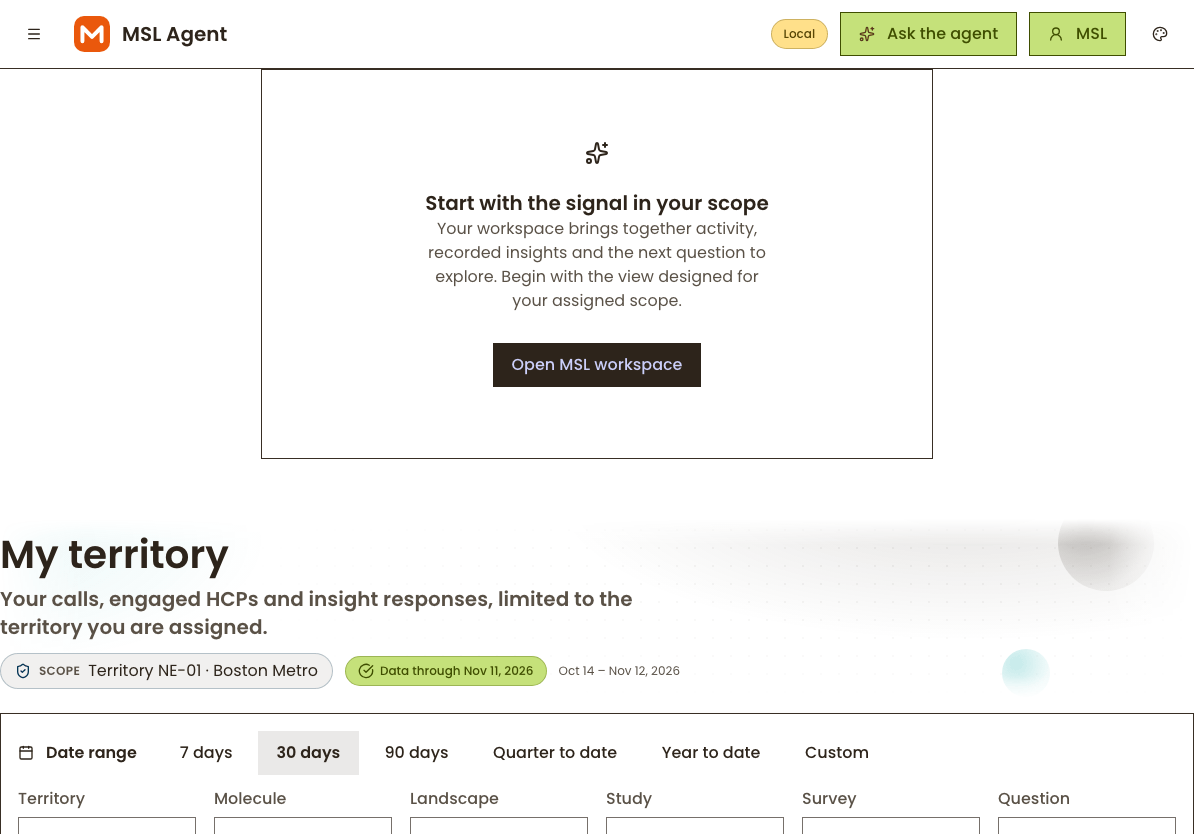 MSL Agent
Local
Ask the agent
MSL
Start with the signal in your scope
Your workspace brings together activity,
recorded insights and the next question to
explore. Begin with the view designed for
your assigned scope.
Open MSL workspace
My territory
Your calls, engaged HCPs and insight responses, limited to the
territory you are assigned.
SCOPE Territory NE-01 · Boston Metro
Data through Nov 11, 2026
Oct 14 – Nov 12, 2026
Date range
7 days
30 days
90 days
Quarter to date
Year to date
Custom
Territory
Molecule
Landscape
Study
Survey
Question